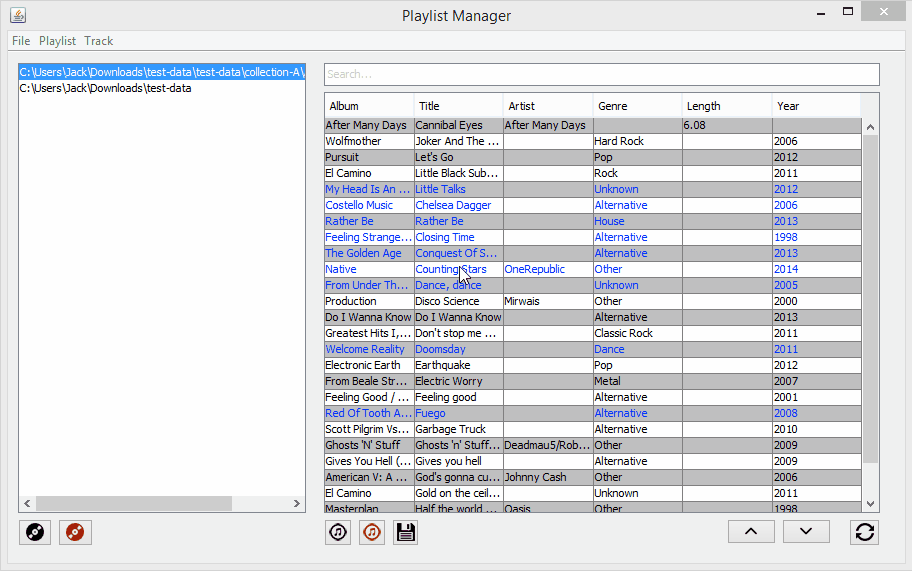 Playlist Manager
File Playlist Track
C:\Users\Jack\Downloads\test-data\test-data\collection-A\
C:\Users\Jack\Downloads\test-data
Search...
Album Title Artist Genre Length Year
After Many Days Cannibal Eyes After Many Days 6.08
Wolfmother Joker And The ... Hard Rock 2006
Pursuit Let's Go Pop 2012
El Camino Little Black Sub... Rock 2011
My Head Is An ... Little Talks Unknown 2012
Costello Music Chelsea Dagger Alternative 2006
Rather Be Rather Be House 2013
Feeling Strange... Closing Time Alternative 1998
The Golden Age Conquest Of S... Alternative 2013
Native Counting Stars OneRepublic Other 2014
From Under Th... Dance, dance Unknown 2005
Production Disco Science Mirwais Other 2000
Do I Wanna Know Do I Wanna Know Alternative 2013
Greatest Hits I,... Don't stop me ... Classic Rock 2011
Welcome Reality Doomsday Dance 2011
Electronic Earth Earthquake Pop 2012
From Beale Str... Electric Worry Metal 2007
Feeling Good / ... Feeling good Alternative 2001
Red Of Tooth A... Fuego Alternative 2008
Scott Pilgrim Vs... Garbage Truck Alternative 2010
Ghosts 'N' Stuff Ghosts 'n' Stuff... Deadmau5/Rob... Other 2009
Gives You Hell (... Gives you hell Alternative 2009
American V: A ... God's gonna cu... Johnny Cash Other 2006
El Camino Gold on the ceil... Unknown 2011
Masterplan Half the world ... Oasis Other 1998